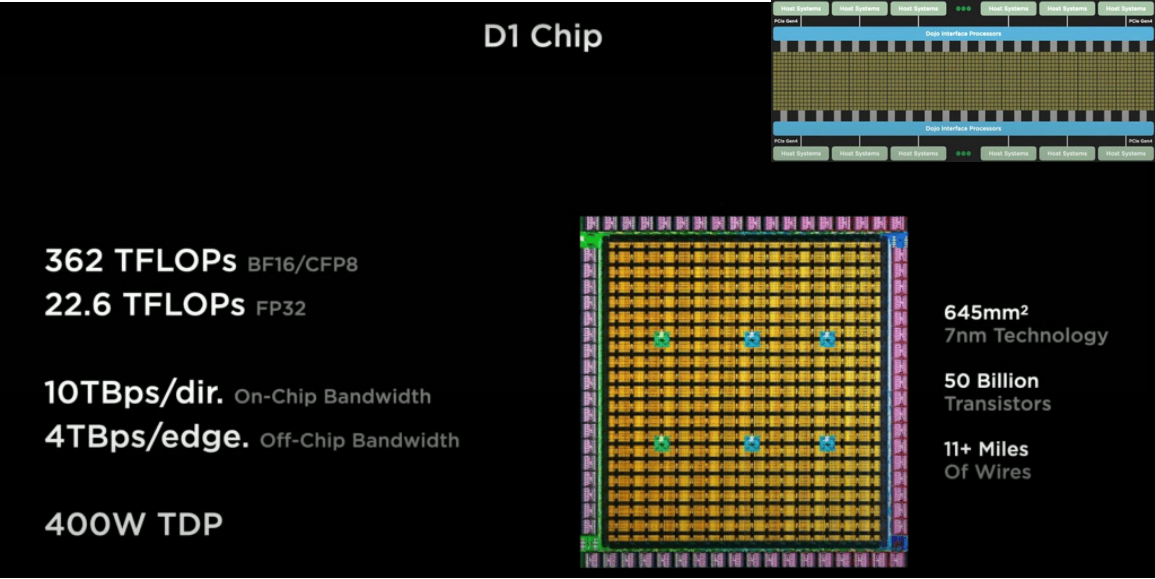 D1 Chip
Host Systems Host Systems Host Systems Host Systems Host Systems Host Systems
PCIe Gen4 PCIe Gen4
Dojo Interface Processors
Dojo Interface Processors
PCIe Gen4 PCIe Gen4
Host Systems Host Systems Host Systems Host Systems Host Systems Host Systems
362 TFLOPs BF16/CFP8
22.6 TFLOPs FP32
10TBps/dir. On-Chip Bandwidth
4TBps/edge. Off-Chip Bandwidth
400W TDP
645mm²
7nm Technology
50 Billion
Transistors
11+ Miles
Of Wires